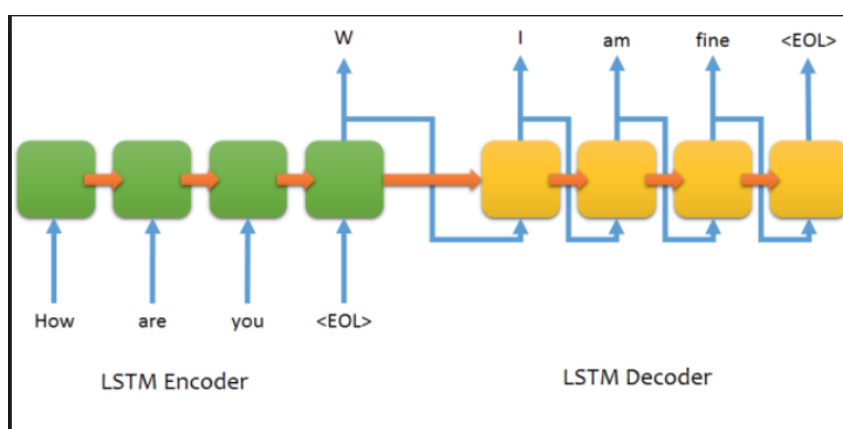 W I am fine <EOL>
How are you <EOL>
LSTM Encoder LSTM Decoder